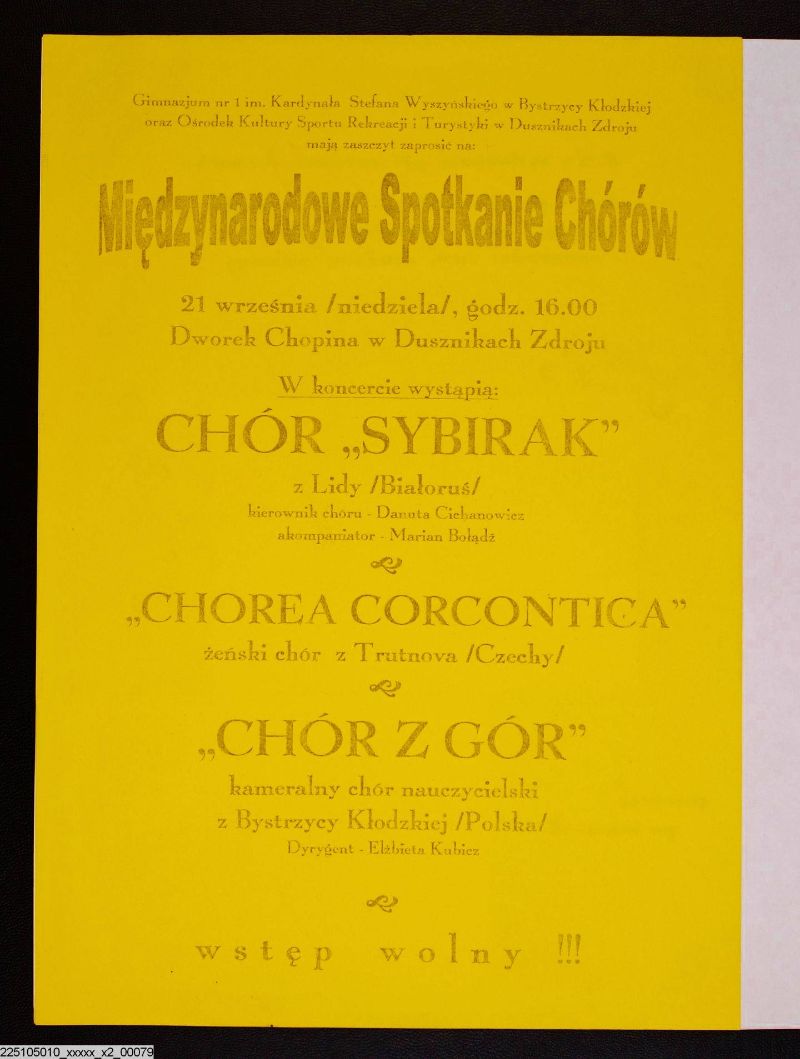 Gimnazjum nr 1 im. Kardynała Stefana Wyszyńskiego w Bystrzycy Kłodzkiej
oraz Ośrodek Kultury Sportu Rekreacji i Turystyki w Dusznikach Zdroju
mają zaszczyt zaprosić na:
Międzynarodowe Spotkanie Chórów
21 września /niedziela/, godz. 16.00
Dworek Chopina w Dusznikach Zdroju
W koncercie wystąpią:
CHÓR „SYBIRAK”
z Lidy /Białoruś/
kierownik chóru - Danuta Cichanowicz
akompaniator - Marian Bołądź
„CHOREA CORCONTICA”
żeński chór z Trutnova /Czechy/
„CHÓR Z GÓR”
kameralny chór nauczycielski
z Bystrzycy Kłodzkiej /Polska/
Dyrygent - Elżbieta Kubicz
wstęp wolny !!!
225105010_xxxxx_x2_00079